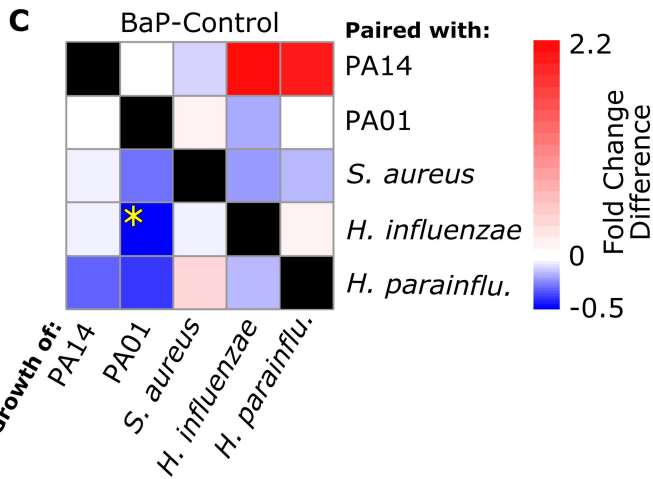 C
BaP-Control
Paired with:
PA14
PA01
S. aureus
H. influenzae
H. parainflu.
*
Growth of:
PA14
PA01
S. aureus
H. influenzae
H. parainflu.
2.2
0
-0.5
Fold Change
Difference